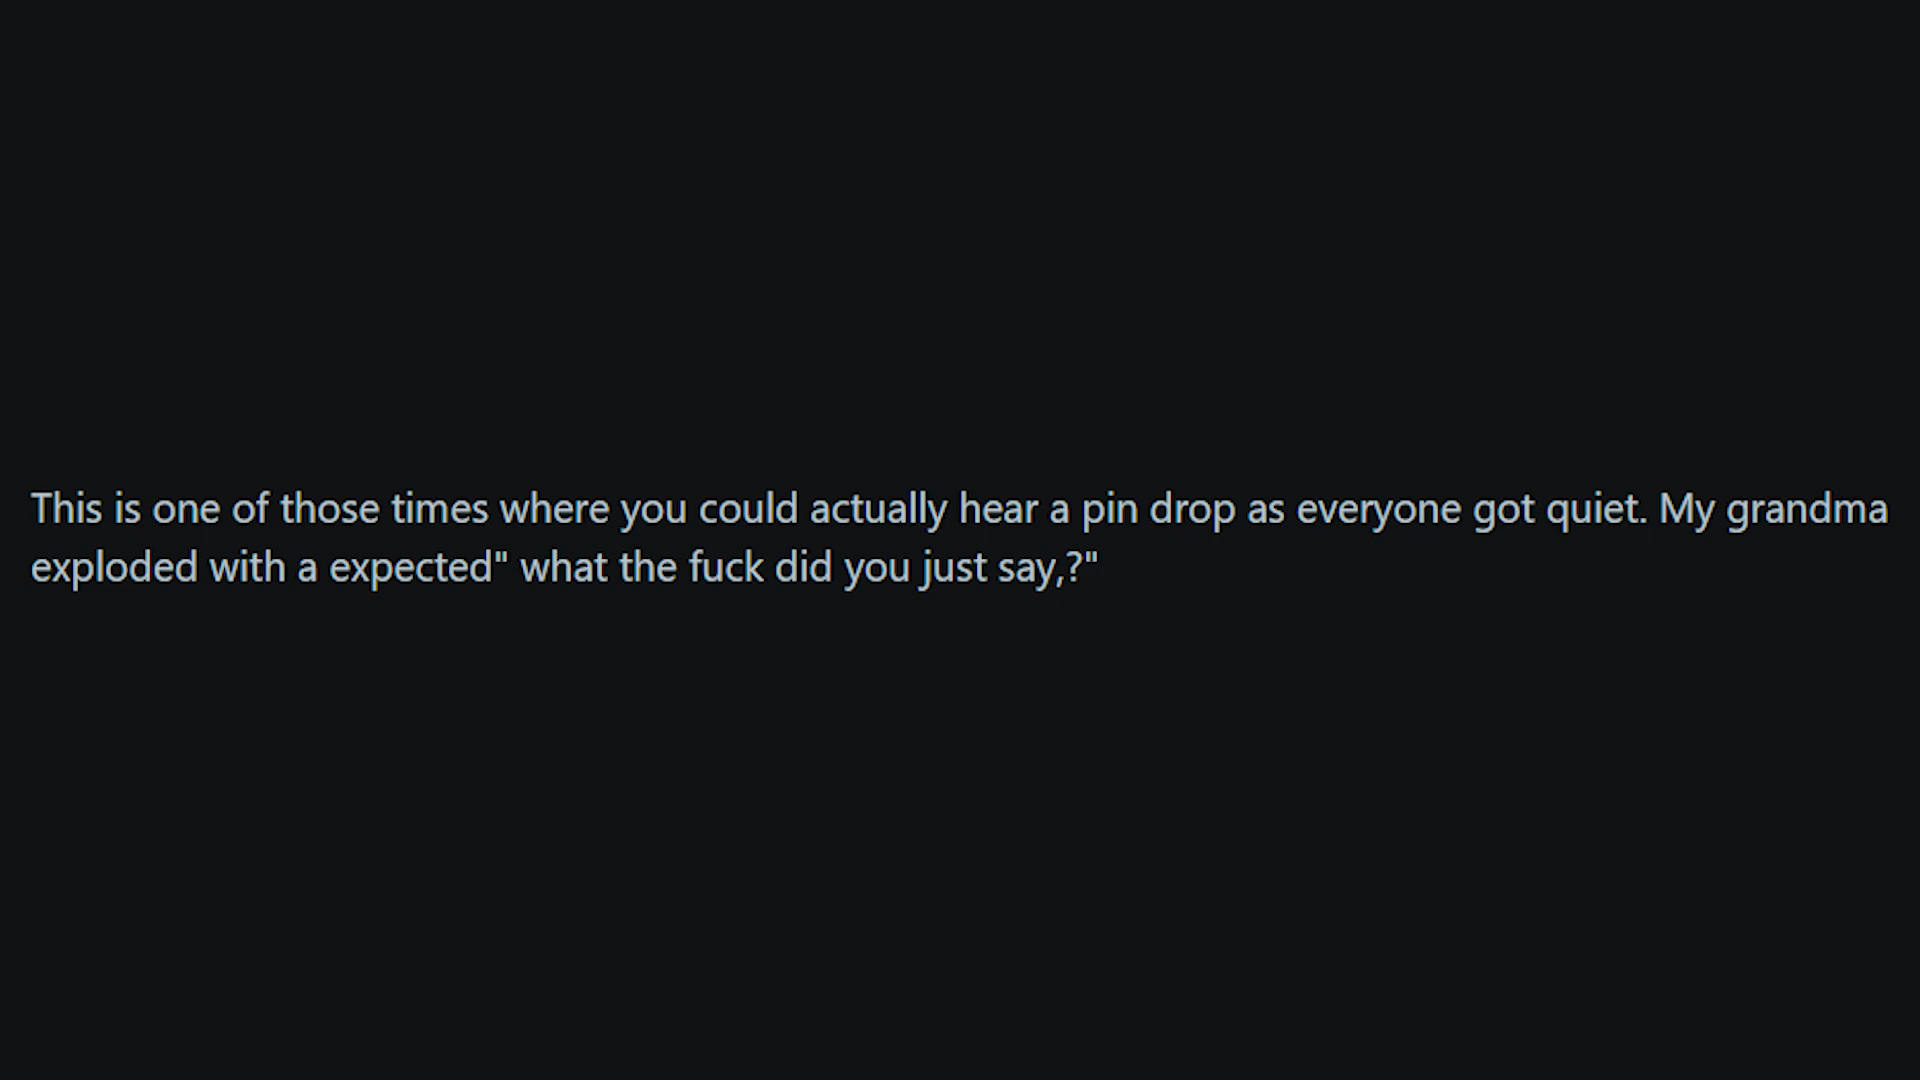 This is one of those times where you could actually hear a pin drop as everyone got quiet. My grandma
exploded with a expected" what the fuck did you just say,?"